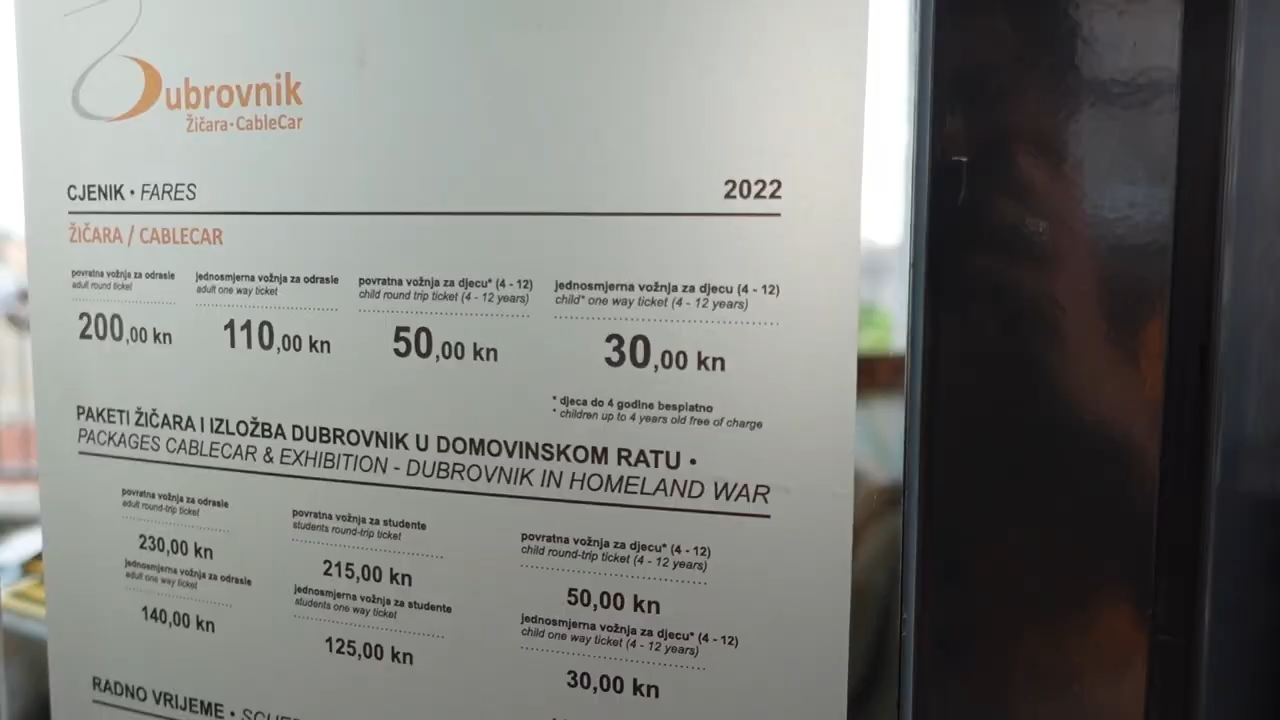 Dubrovnik
Žičara•CableCar
CJENIK • FARES 2022
ŽIČARA / CABLECAR
povratna vožnja za odrasle
adult round ticket
200,00 kn
jednosmjerna vožnja za odrasle
adult one way ticket
110,00 kn
povratna vožnja za djecu* (4 - 12)
child round trip ticket (4 - 12 years)
50,00 kn
jednosmjerna vožnja za djecu (4 - 12)
child* one way ticket (4 - 12 years)
30,00 kn
* djeca do 4 godine besplatno
* children up to 4 years old free of charge
PAKETI ŽIČARA I IZLOŽBA DUBROVNIK U DOMOVINSKOM RATU •
PACKAGES CABLECAR & EXHIBITION - DUBROVNIK IN HOMELAND WAR
povratna vožnja za odrasle
adult round-trip ticket
230,00 kn
jednosmjerna vožnja za odrasle
adult one way ticket
140,00 kn
povratna vožnja za studente
students round-trip ticket
215,00 kn
jednosmjerna vožnja za studente
students one way ticket
125,00 kn
povratna vožnja za djecu* (4 - 12)
child round-trip ticket (4 - 12 years)
50,00 kn
jednosmjerna vožnja za djecu* (4 - 12)
child one way ticket (4 - 12 years)
30,00 kn
RADNO VRIJEME •